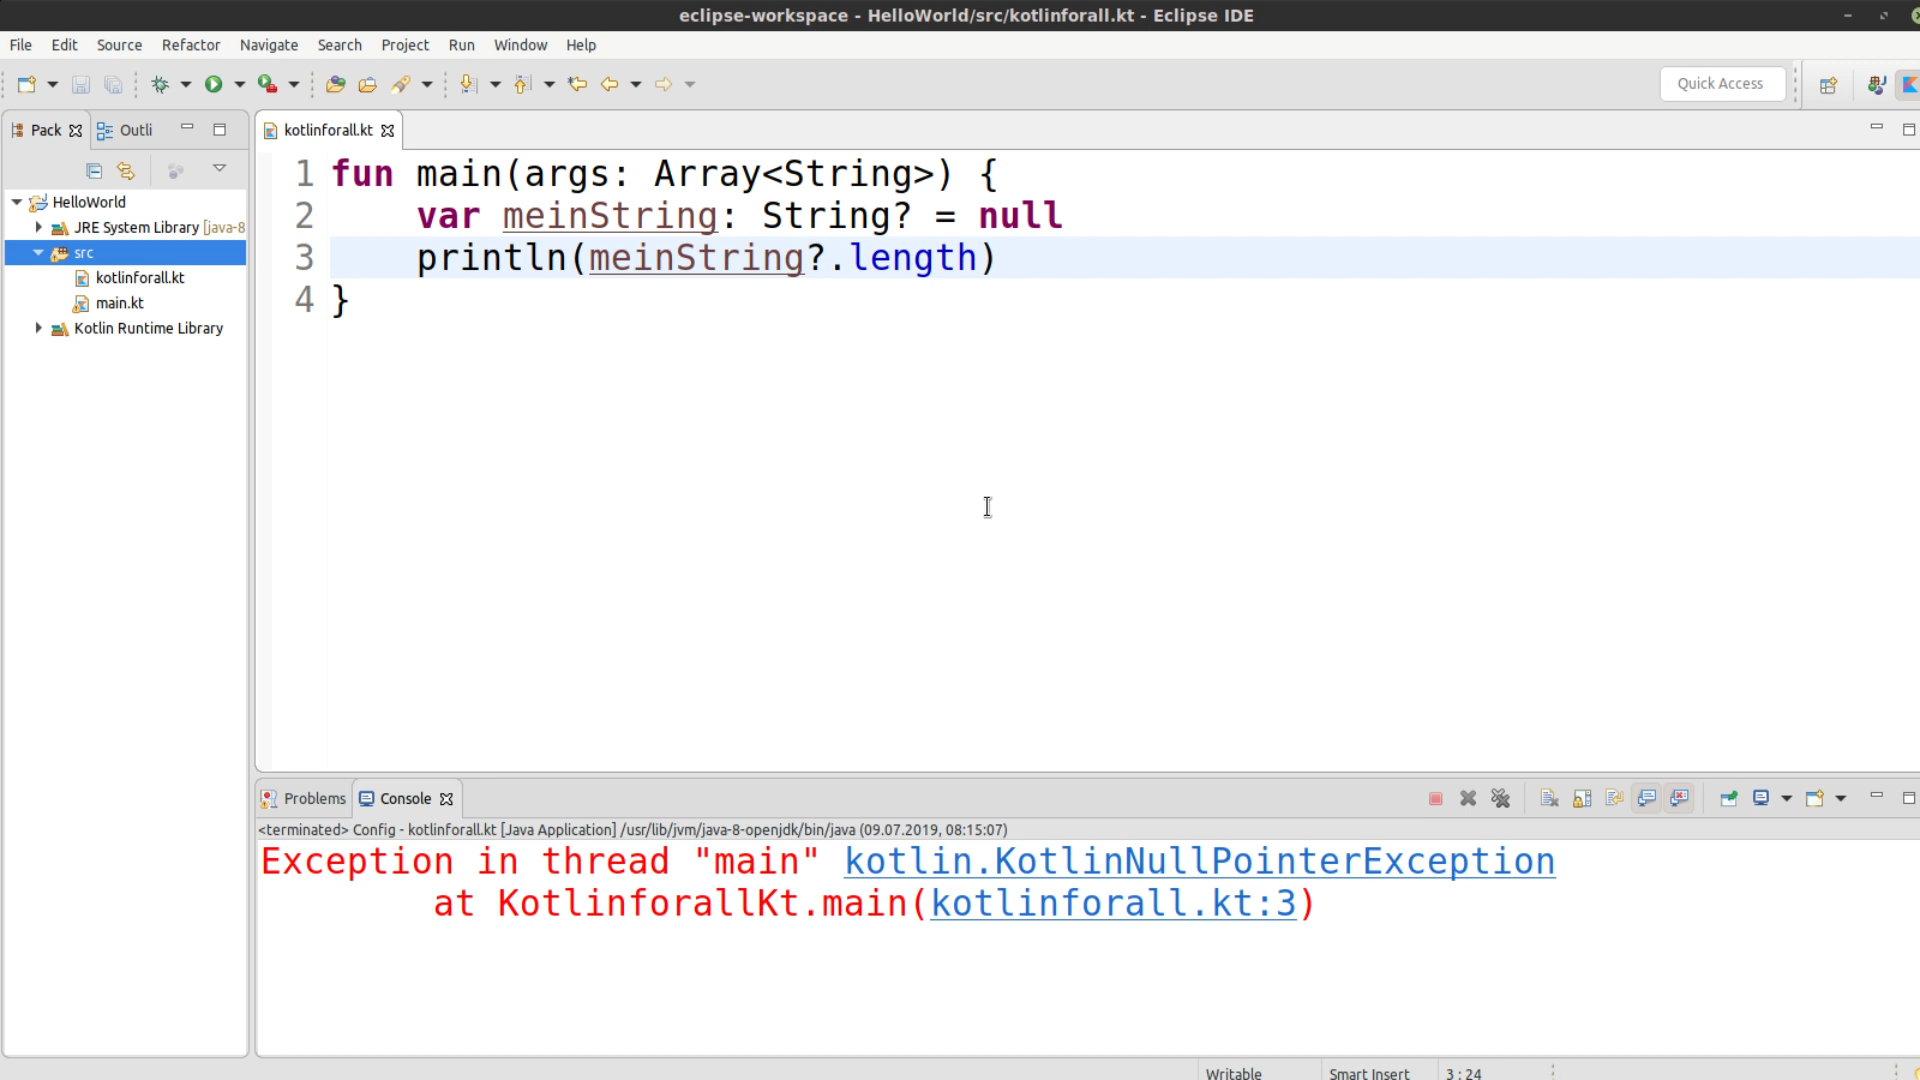 eclipse-workspace - HelloWorld/src/kotlinforall.kt - Eclipse IDE
File Edit Source Refactor Navigate Search Project Run Window Help
Quick Access
Pack
Outli
kotlinforall.kt
HelloWorld
JRE System Library [java-8
src
kotlinforall.kt
main.kt
Kotlin Runtime Library
1 fun main(args: Array<String>) {
2     var meinString: String? = null
3     println(meinString?.length)
4 }
Problems Console
<terminated> Config - kotlinforall.kt [Java Application] /usr/lib/jvm/java-8-openjdk/bin/java (09.07.2019, 08:15:07)
Exception in thread "main" kotlin.KotlinNullPointerException
        at KotlinforallKt.main(kotlinforall.kt:3)
Writable Smart Insert 3 : 24